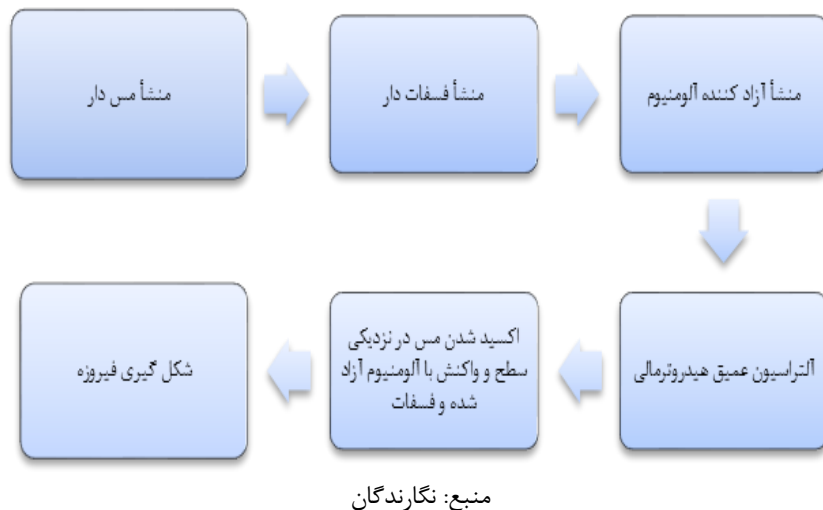 منشأ مس دار
منشأ فسفات دار
منشأ آزاد کننده آلومنیوم
آلتراسیون عمیق هیدروترمالی
اکسید شدن مس در نزدیکی
سطح و واکنش با آلومنیوم آزاد
شده و فسفات
شکل گیری فیروزه
منبع: نگارندگان